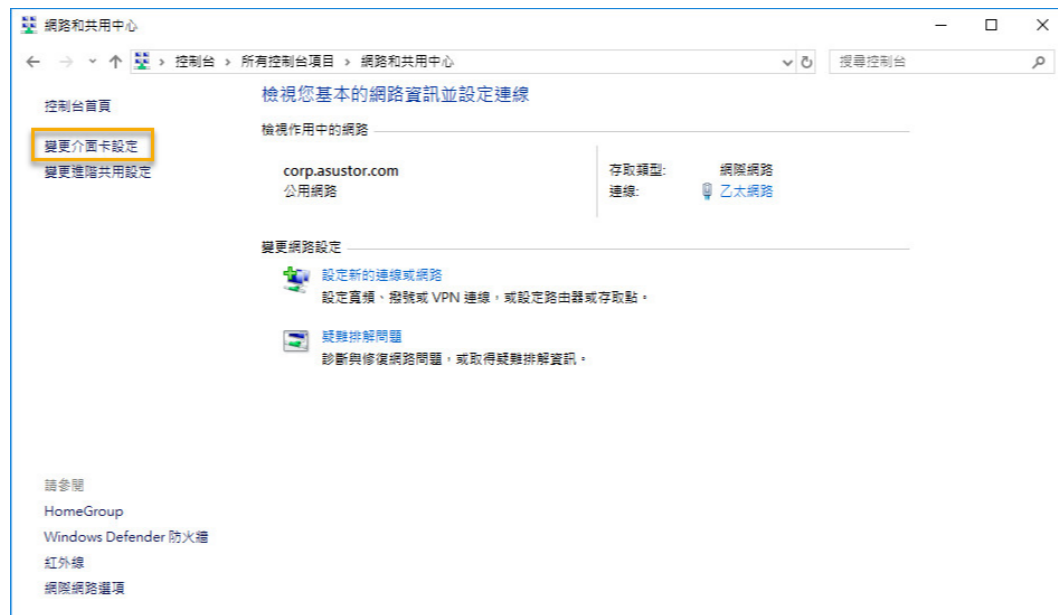 網路和共用中心
控制台 › 所有控制台項目 › 網路和共用中心
搜尋控制台
控制台首頁
變更介面卡設定
變更進階共用設定
檢視您基本的網路資訊並設定連線
檢視作用中的網路
corp.asustor.com
公用網路
存取類型: 網際網路
連線: 乙太網路
變更網路設定
設定新的連線或網路
設定寬頻、撥號或 VPN 連線，或設定路由器或存取點。
疑難排解問題
診斷與修復網路問題，或取得疑難排解資訊。
請參閱
HomeGroup
Windows Defender 防火牆
紅外線
網際網路選項